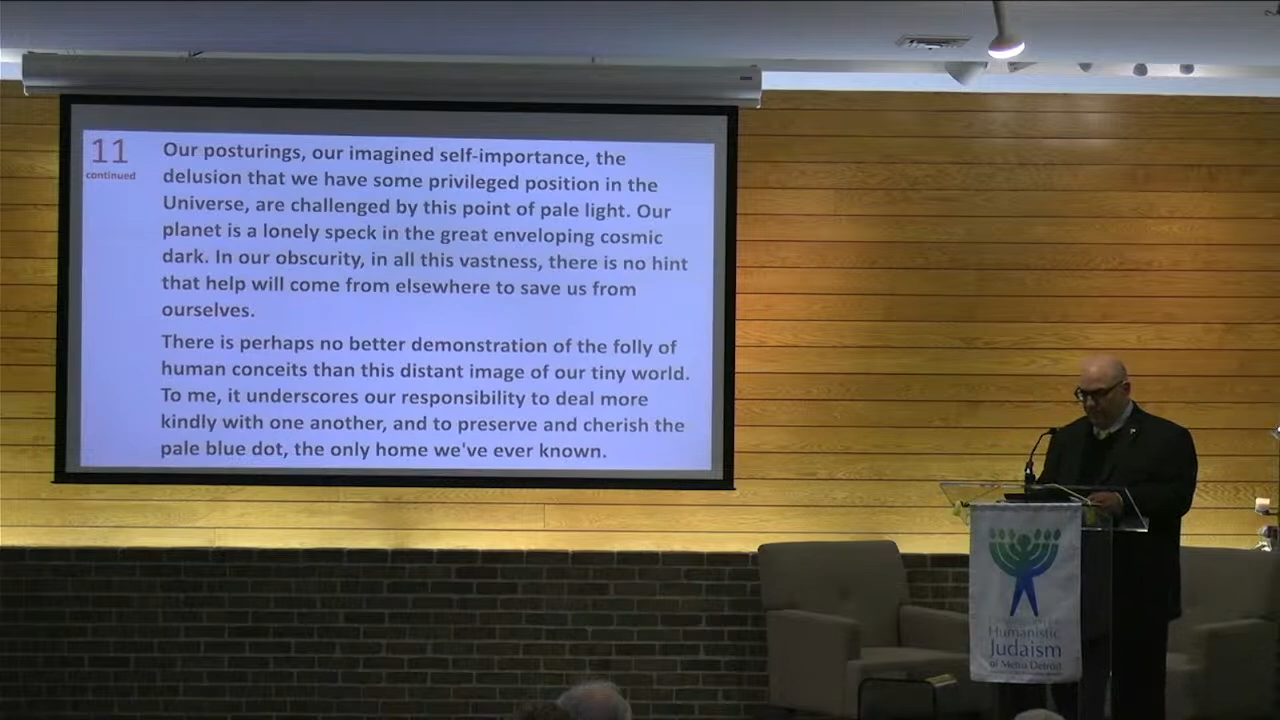 11
continued
Our posturings, our imagined self-importance, the
delusion that we have some privileged position in the
Universe, are challenged by this point of pale light. Our
planet is a lonely speck in the great enveloping cosmic
dark. In our obscurity, in all this vastness, there is no hint
that help will come from elsewhere to save us from
ourselves.
There is perhaps no better demonstration of the folly of
human conceits than this distant image of our tiny world.
To me, it underscores our responsibility to deal more
kindly with one another, and to preserve and cherish the
pale blue dot, the only home we've ever known.
Humanistic
Judaism
of Metro Detroit